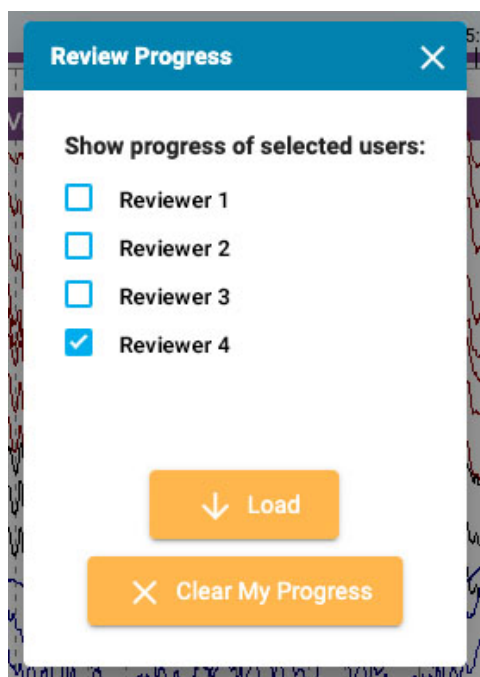 Review Progress
Show progress of selected users:
Reviewer 1
Reviewer 2
Reviewer 3
Reviewer 4
Load
Clear My Progress